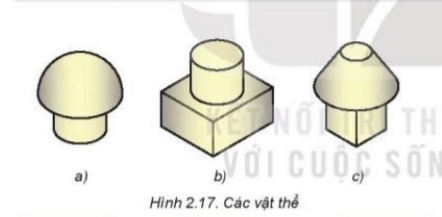 KẾT NỐI TRI TH
VỚI CUỘC SỐN
a)
b)
c)
Hình 2.17. Các vật thể